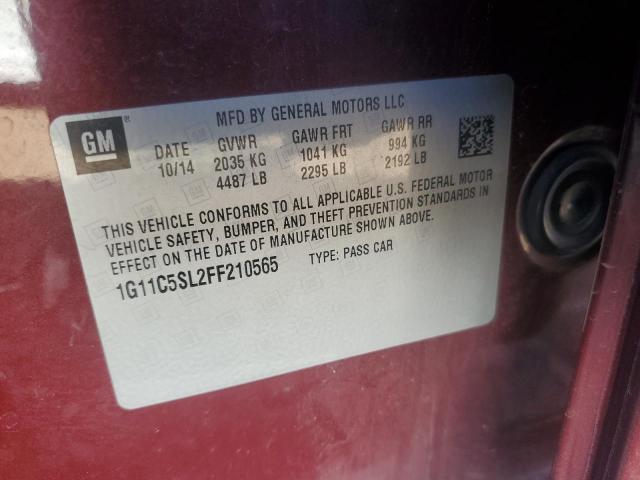 GM ®
MFD BY GENERAL MOTORS LLC
DATE GVWR GAWR FRT GAWR RR
10/14 2035 KG 1041 KG 994 KG
4487 LB 2295 LB 2192 LB
THIS VEHICLE CONFORMS TO ALL APPLICABLE U.S. FEDERAL MOTOR
VEHICLE SAFETY, BUMPER, AND THEFT PREVENTION STANDARDS IN
EFFECT ON THE DATE OF MANUFACTURE SHOWN ABOVE.
1G11C5SL2FF210565 TYPE: PASS CAR